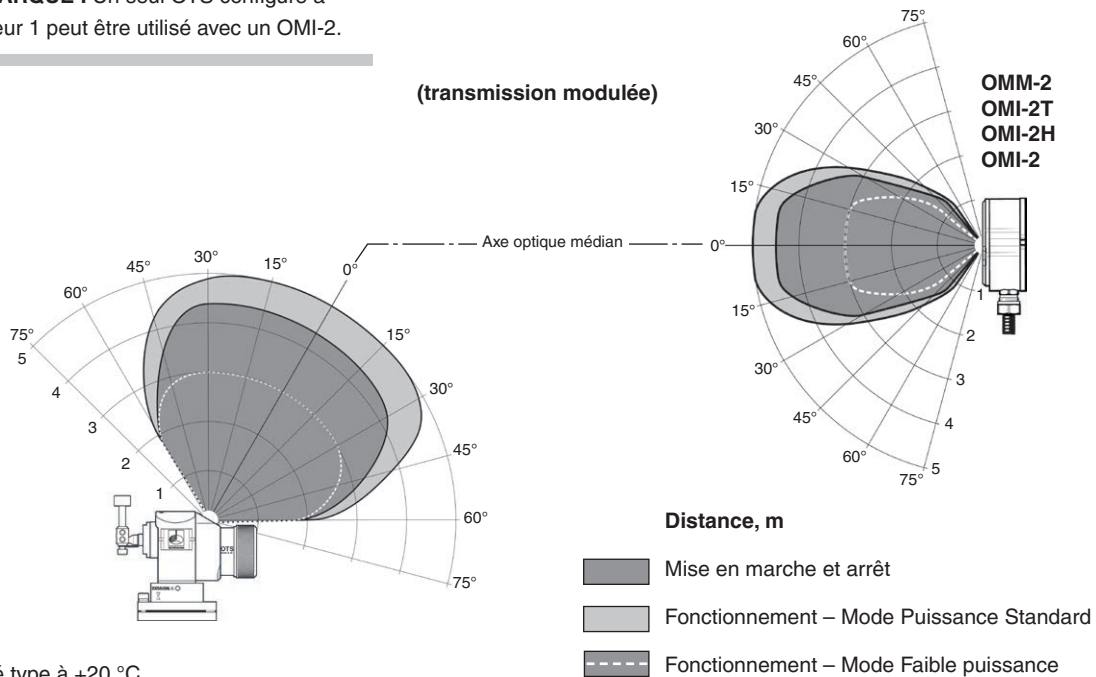 ARQUE : Un seul OTS configuré à
eur 1 peut être utilisé avec un OMI-2.
(transmission modulée)
75°
60°
45°
30°
15°
0°
15°
30°
45°
60°
75°
1
2
3
4
5
OMM-2
OMI-2T
OMI-2H
OMI-2
Axe optique médian
75°
60°
45°
30°
15°
0°
15°
30°
45°
60°
75°
5
4
3
2
1
OTS
Distance, m
Mise en marche et arrêt
Fonctionnement – Mode Puissance Standard
Fonctionnement – Mode Faible puissance
é type à +20 °C